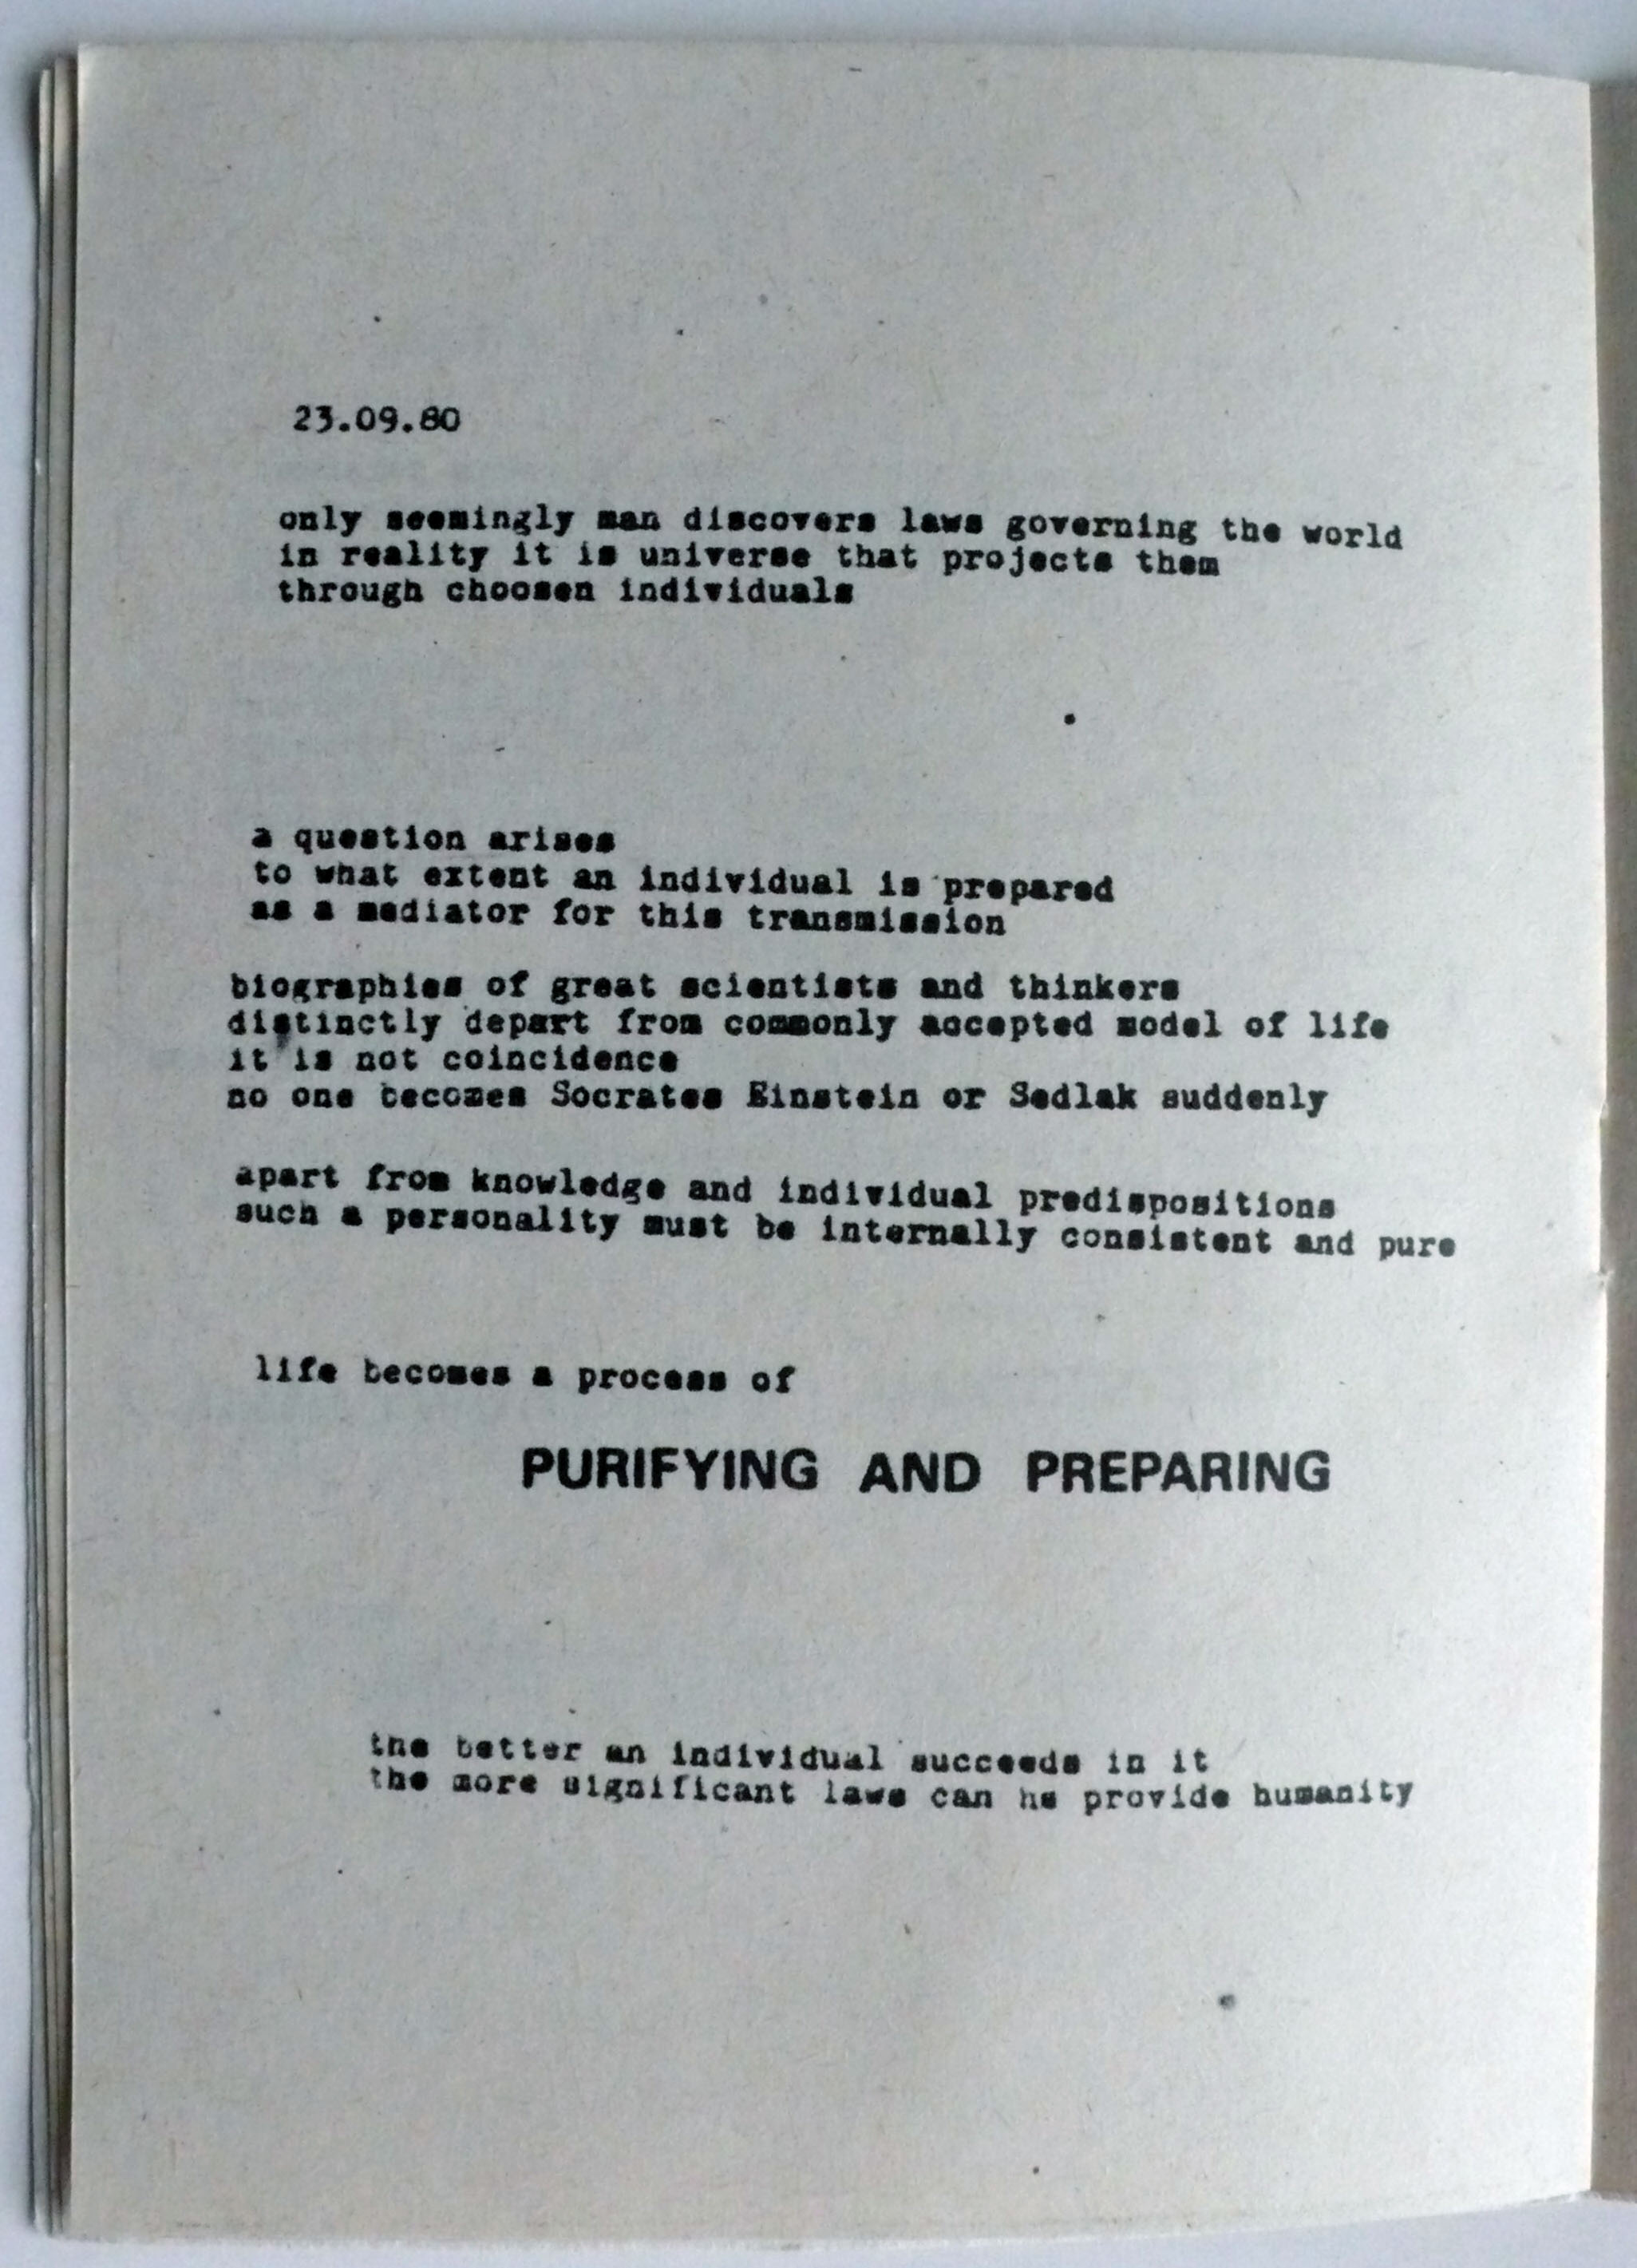 23.09.80
only seemingly man discovers laws governing the world
in reality it is universe that projects them
through choosen individuals
a question arises
to what extent an individual is prepared
as a mediator for this transmission
biographies of great scientists and thinkers
distinctly depart from commonly accepted model of life
it is not coincidence
no one becomes Socrates Einstein or Sedlak suddenly
apart from knowledge and individual predispositions
such a personality must be internally consistent and pure
life becomes a process of
PURIFYING AND PREPARING
the better an individual succeeds in it
the more significant laws can he provide humanity